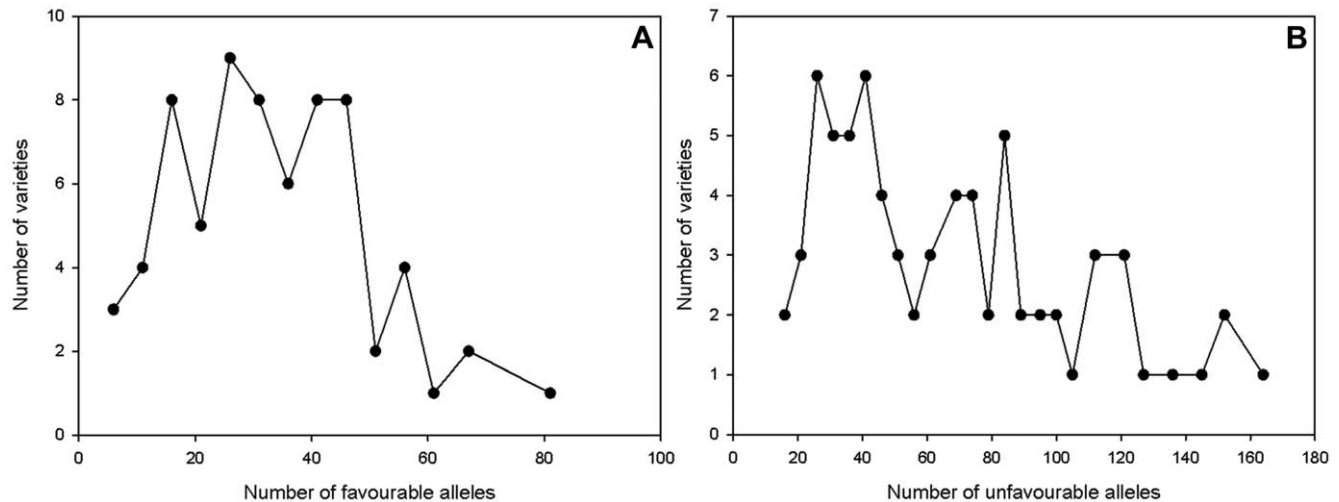 A
10
8
6
4
2
0
Number of varieties
0 20 40 60 80 100
Number of favourable alleles
B
7
6
5
4
3
2
1
0
Number of varieties
0 20 40 60 80 100 120 140 160 180
Number of unfavourable alleles